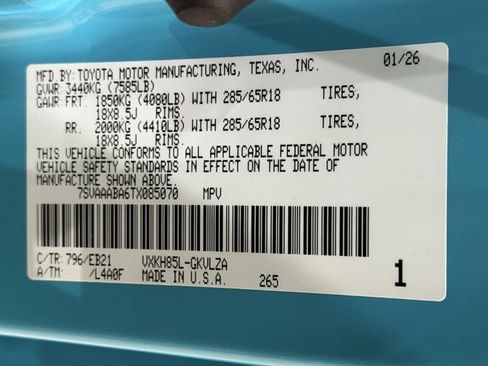 MFD.BY: TOYOTA MOTOR MANUFACTURING, TEXAS, INC. 01/26
GVWR 3440KG (7585LB)
GAWR FRT. 1850KG (4080LB) WITH 285/65R18 TIRES,
18X8.5J RIMS,
RR. 2000KG (4410LB) WITH 285/65R18 TIRES,
18X8.5J RIMS.
THIS VEHICLE CONFORMS TO ALL APPLICABLE FEDERAL MOTOR
VEHICLE SAFETY STANDARDS IN EFFECT ON THE DATE OF
MANUFACTURE SHOWN ABOVE.
7SVAAABA6TX085070 MPV
C/TR: 796/EB21 VXKH85L-GKVLZA
A/TM: /L4A0F MADE IN U.S.A. 265 1